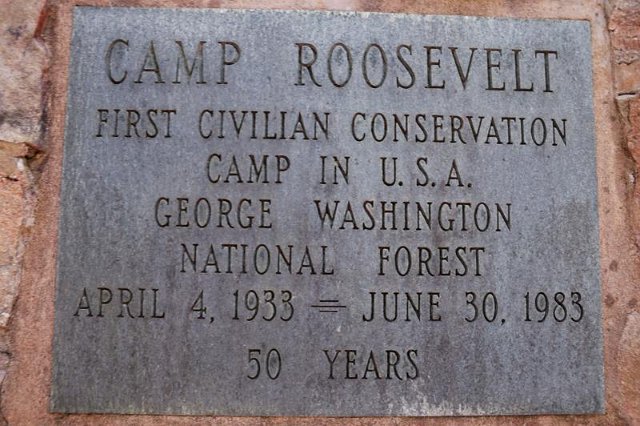 CAMP ROOSEVELT
FIRST CIVILIAN CONSERVATION
CAMP IN U.S.A.
GEORGE WASHINGTON
NATIONAL FOREST
APRIL 4, 1933 = JUNE 30, 1983
50 YEARS